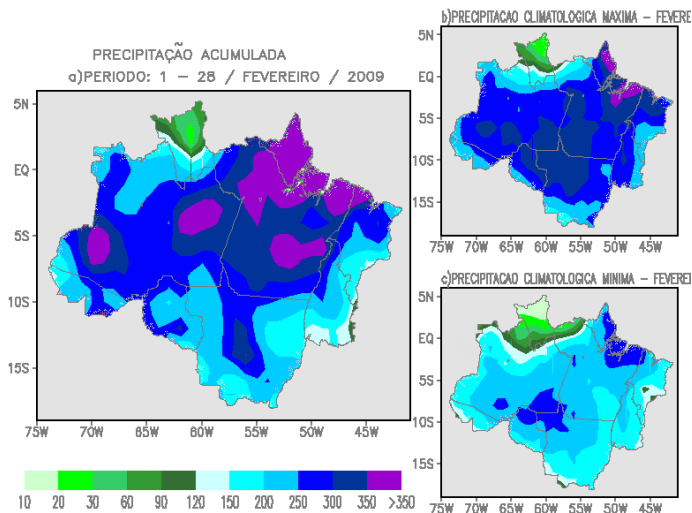 PRECIPITAÇÃO ACUMULADA
a)PERIODO: 1 – 28 / FEVEREIRO / 2009
5N
EQ
5S
10S
15S
75W 70W 65W 60W 55W 50W 45W
10 20 30 60 90 120 150 200 250 300 350 >350
b)PRECIPITACAO CLIMATOLOGICA MAXIMA – FEVERE
5N
EQ
5S
10S
15S
75W 70W 65W 60W 55W 50W 45W
c)PRECIPITACAO CLIMATOLOGICA MINIMA – FEVERE
5N
EQ
5S
10S
15S
75W 70W 65W 60W 55W 50W 45W